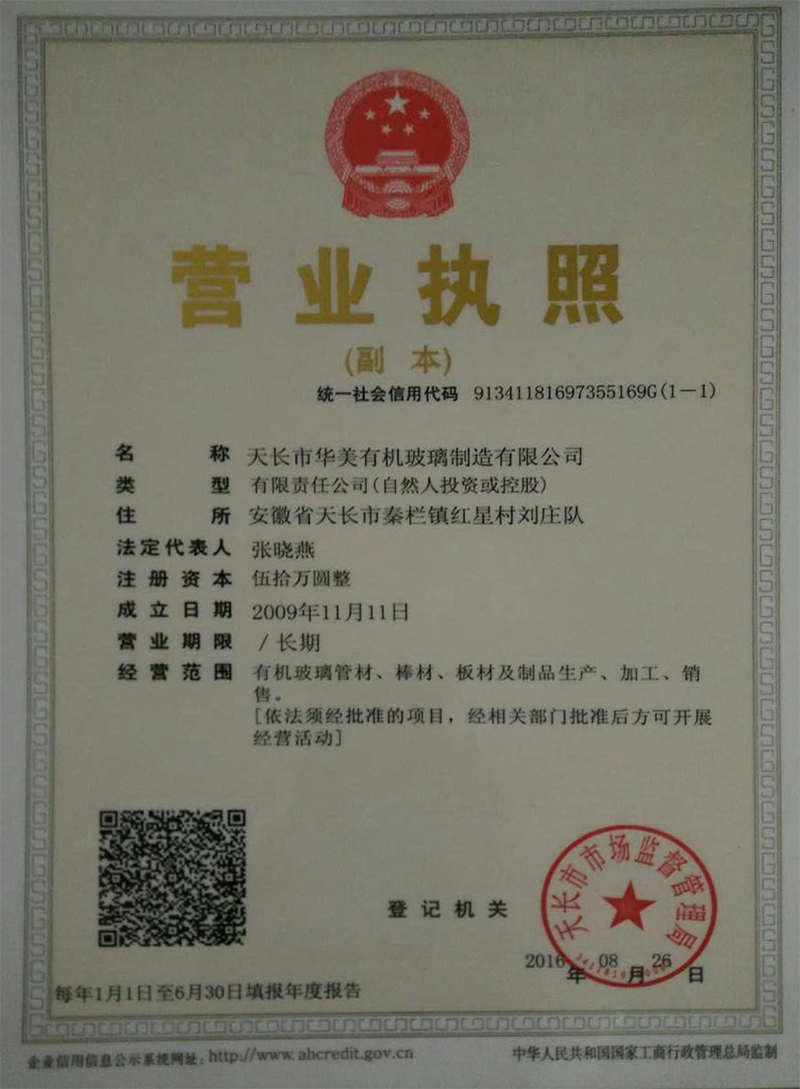 营业执照
(副 本)
统一社会信用代码 91341181697355169G(1-1)
名 称 天长市华美有机玻璃制造有限公司
类 型 有限责任公司(自然人投资或控股)
住 所 安徽省天长市秦栏镇红星村刘庄队
法定代表人 张晓燕
注册资本 伍拾万圆整
成立日期 2009年11月11日
营业期限 / 长期
经营范围 有机玻璃管材、棒材、板材及制品生产、加工、销
售。
[依法须经批准的项目，经相关部门批准后方可开展
经营活动]
天长市市场监督管理局
登记机关
2016年08月26日
每年1月1日至6月30日填报年度报告
企业信用信息公示系统网址：http://www.ahcredit.gov.cn
中华人民共和国国家工商行政管理总局监制